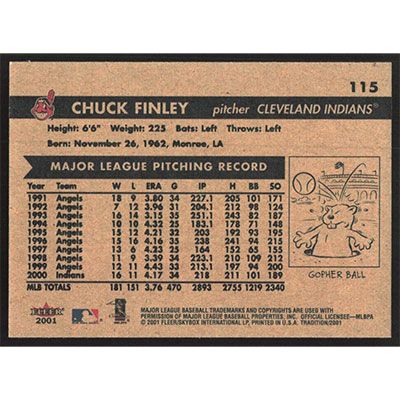 115
CHUCK FINLEY pitcher CLEVELAND INDIANS®
Height: 6'6" Weight: 225 Bats: Left Throws: Left
Born: November 26, 1962, Monroe, LA
MAJOR LEAGUE PITCHING RECORD
Year Team W L ERA G IP H BB SO
1991 Angels 18 9 3.80 34 227.1 205 101 171
1992 Angels 7 12 3.96 31 204.1 212 98 124
1993 Angels 16 14 3.15 35 251.1 243 82 187
1994 Angels 10 10 4.32 25 183.1 178 71 148
1995 Angels 15 12 4.21 32 203 192 93 195
1996 Angels 15 16 4.16 35 238 241 94 215
1997 Angels 13 6 4.23 25 164 152 65 155
1998 Angels 11 9 3.39 34 223.1 210 109 212
1999 Angels 12 11 4.43 33 213.1 197 94 200
2000 Indians 16 11 4.17 34 218 211 101 189
MLB TOTALS 181 151 3.76 470 2893 2755 1219 2340
GOPHER BALL
FLEER
2001
MAJOR LEAGUE BASEBALL TRADEMARKS AND COPYRIGHTS ARE USED WITH
PERMISSION OF MAJOR LEAGUE BASEBALL PROPERTIES, INC. OFFICIAL LICENSEE—MLBPA
© 2001 FLEER/SKYBOX INTERNATIONAL LP, PRINTED IN U.S.A. TRADITION/2001